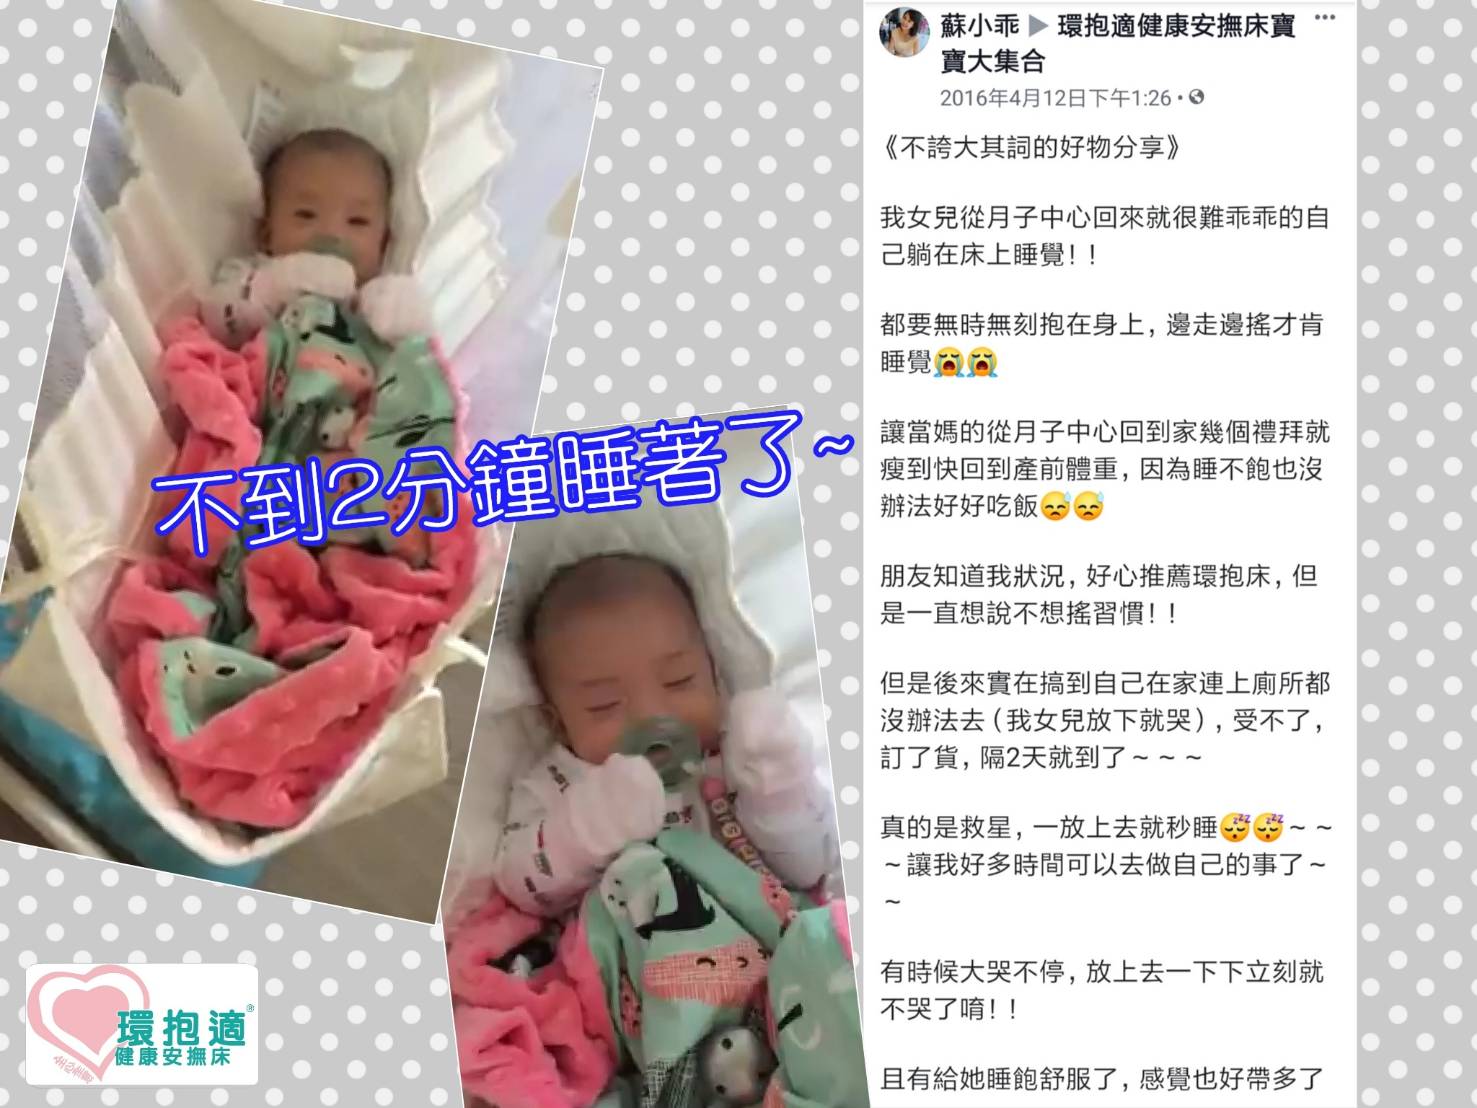 蘇小乖 ▶ 環抱適健康安撫床寶
寶大集合
2016年4月12日下午1:26
《不誇大其詞的好物分享》
我女兒從月子中心回來就很難乖乖的自
己躺在床上睡覺！！
都要無時無刻抱在身上，邊走邊搖才肯
睡覺😭😭
讓當媽的從月子中心回到家幾個禮拜就
瘦到快回到產前體重，因為睡不飽也沒
辦法好好吃飯😓😓
朋友知道我狀況，好心推薦環抱床，但
是一直想說不想搖習慣！！
但是後來實在搞到自己在家連上廁所都
沒辦法去（我女兒放下就哭），受不了，
訂了貨，隔2天就到了～～～
真的是救星，一放上去就秒睡😴😴～～
～讓我好多時間可以去做自己的事了～
～
有時候大哭不停，放上去一下下立刻就
不哭了唷！！
且有給她睡飽舒服了，感覺也好帶多了
不到2分鐘睡著了~
環抱適®
健康安撫床